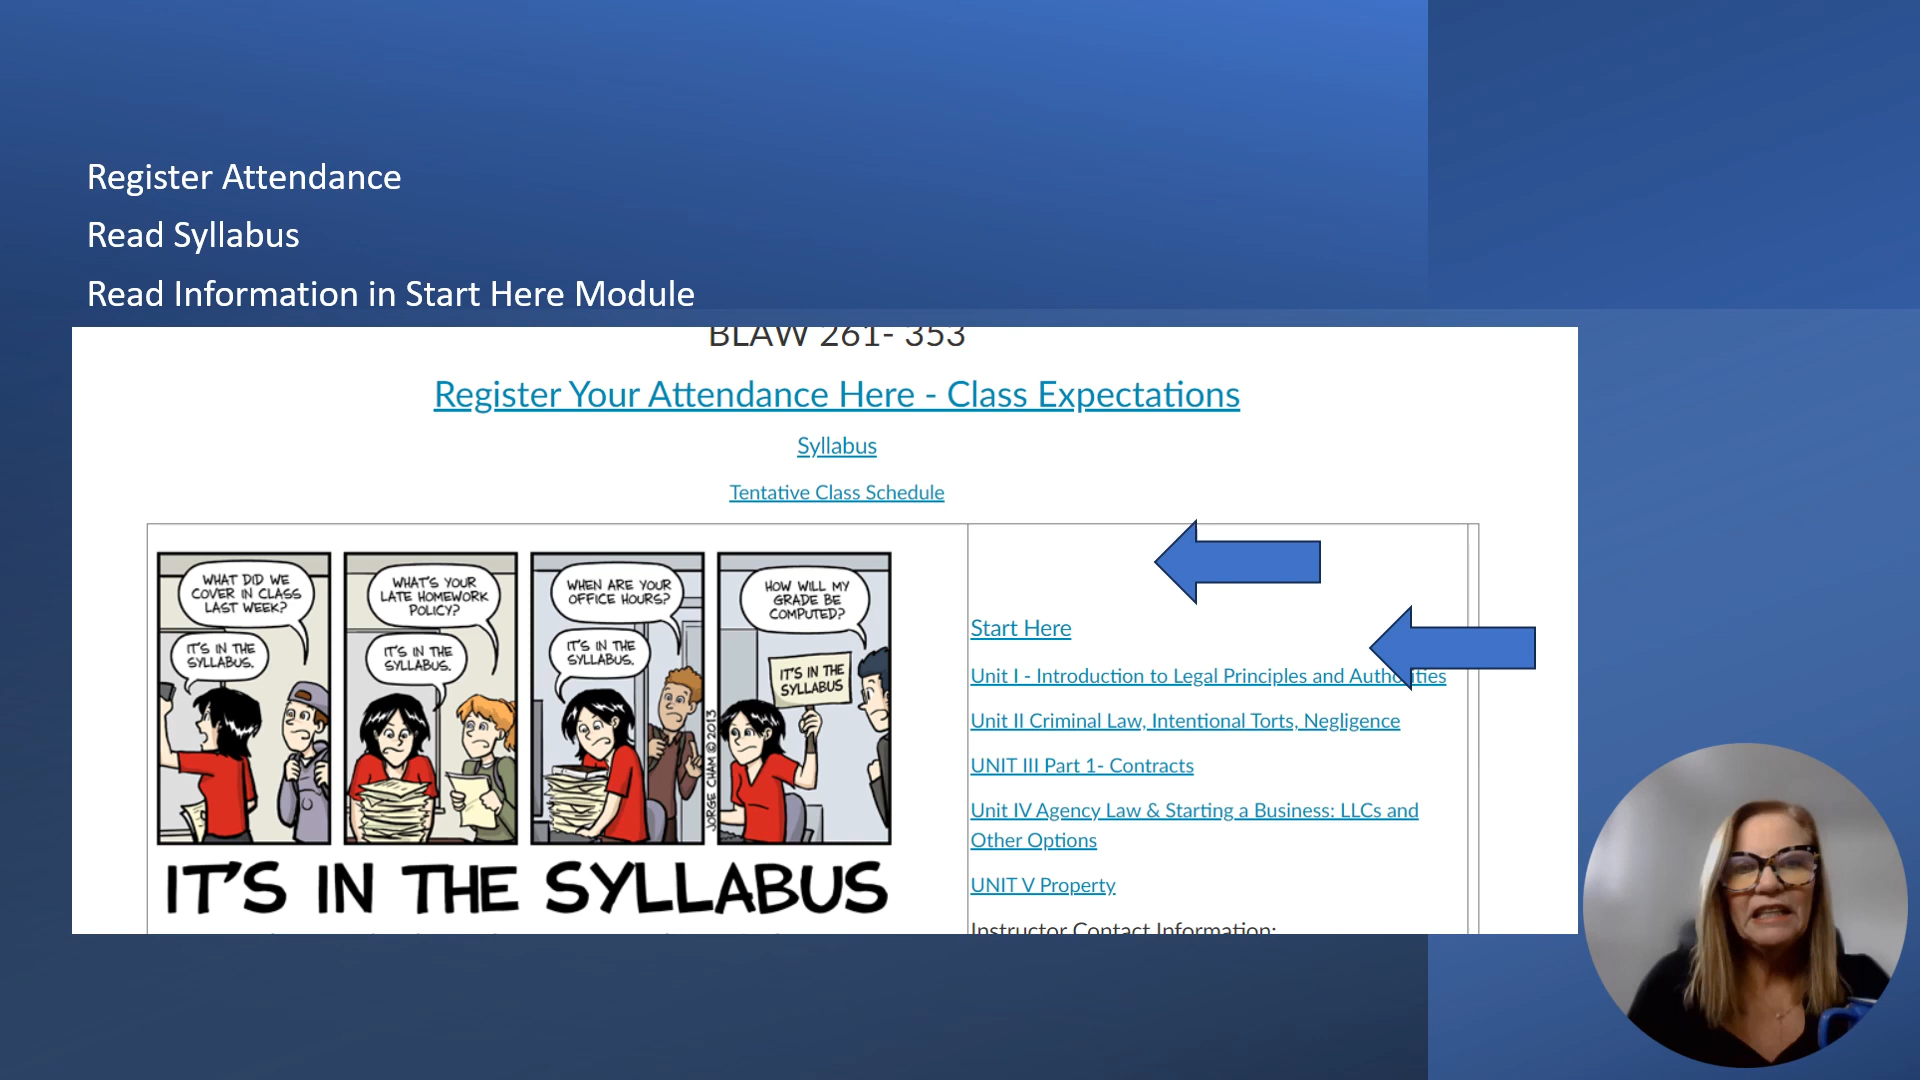 Register Attendance
Read Syllabus
Read Information in Start Here Module
BLAW 261- 353
Register Your Attendance Here - Class Expectations
Syllabus
Tentative Class Schedule
WHAT DID WE
COVER IN CLASS
LAST WEEK?
IT'S IN THE
SYLLABUS.
WHAT'S YOUR
LATE HOMEWORK
POLICY?
IT'S IN THE
SYLLABUS.
WHEN ARE YOUR
OFFICE HOURS?
IT'S IN THE
SYLLABUS.
HOW WILL MY
GRADE BE
COMPUTED?
IT'S IN THE
SYLLABUS
JORGE CHAM © 2013
IT'S IN THE SYLLABUS
Start Here
Unit I - Introduction to Legal Principles and Authorities
Unit II Criminal Law, Intentional Torts, Negligence
UNIT III Part 1- Contracts
Unit IV Agency Law & Starting a Business: LLCs and
Other Options
UNIT V Property
Instructor Contact Information: